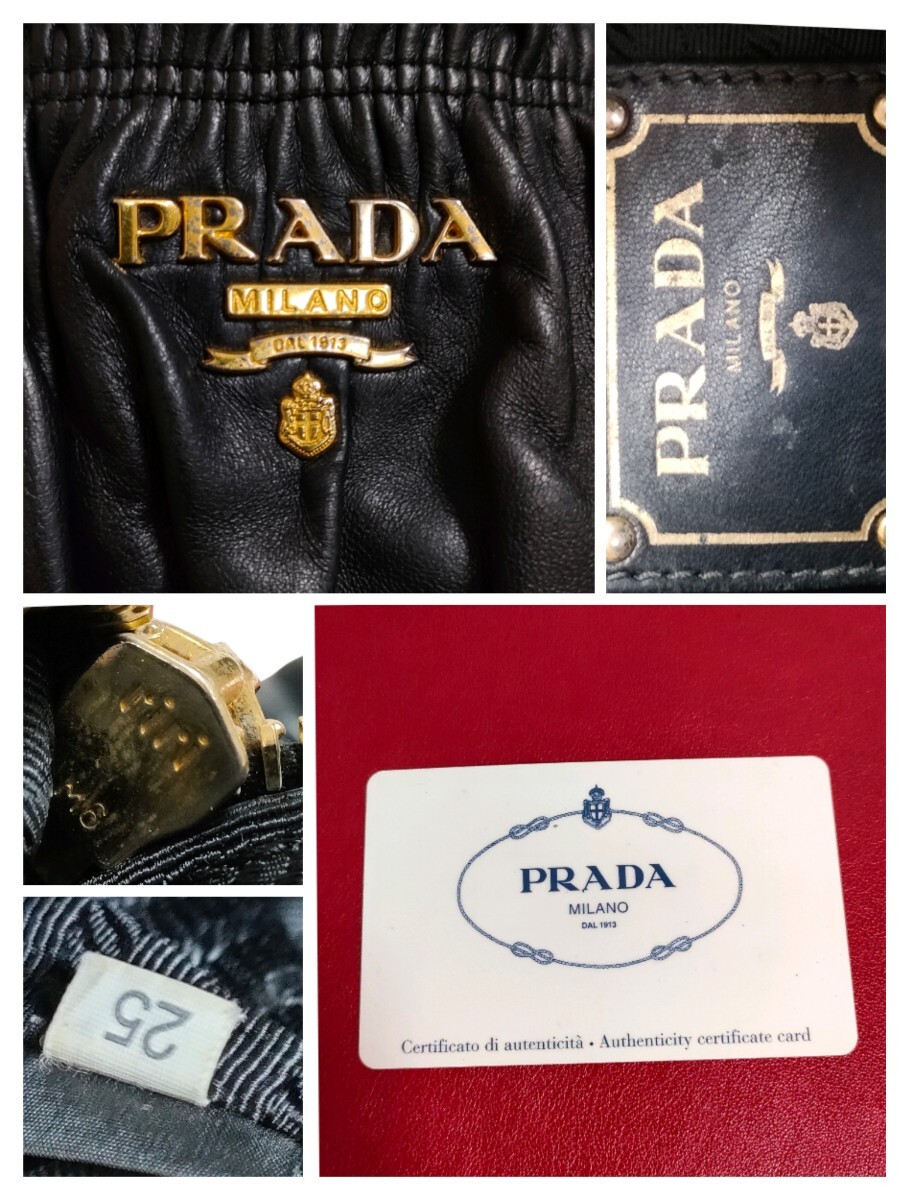 PRADA
MILANO
DAL 1913
PRADA
MILANO
25
PRADA
MILANO
DAL 1913
Certificato di autenticità • Authenticity certificate card